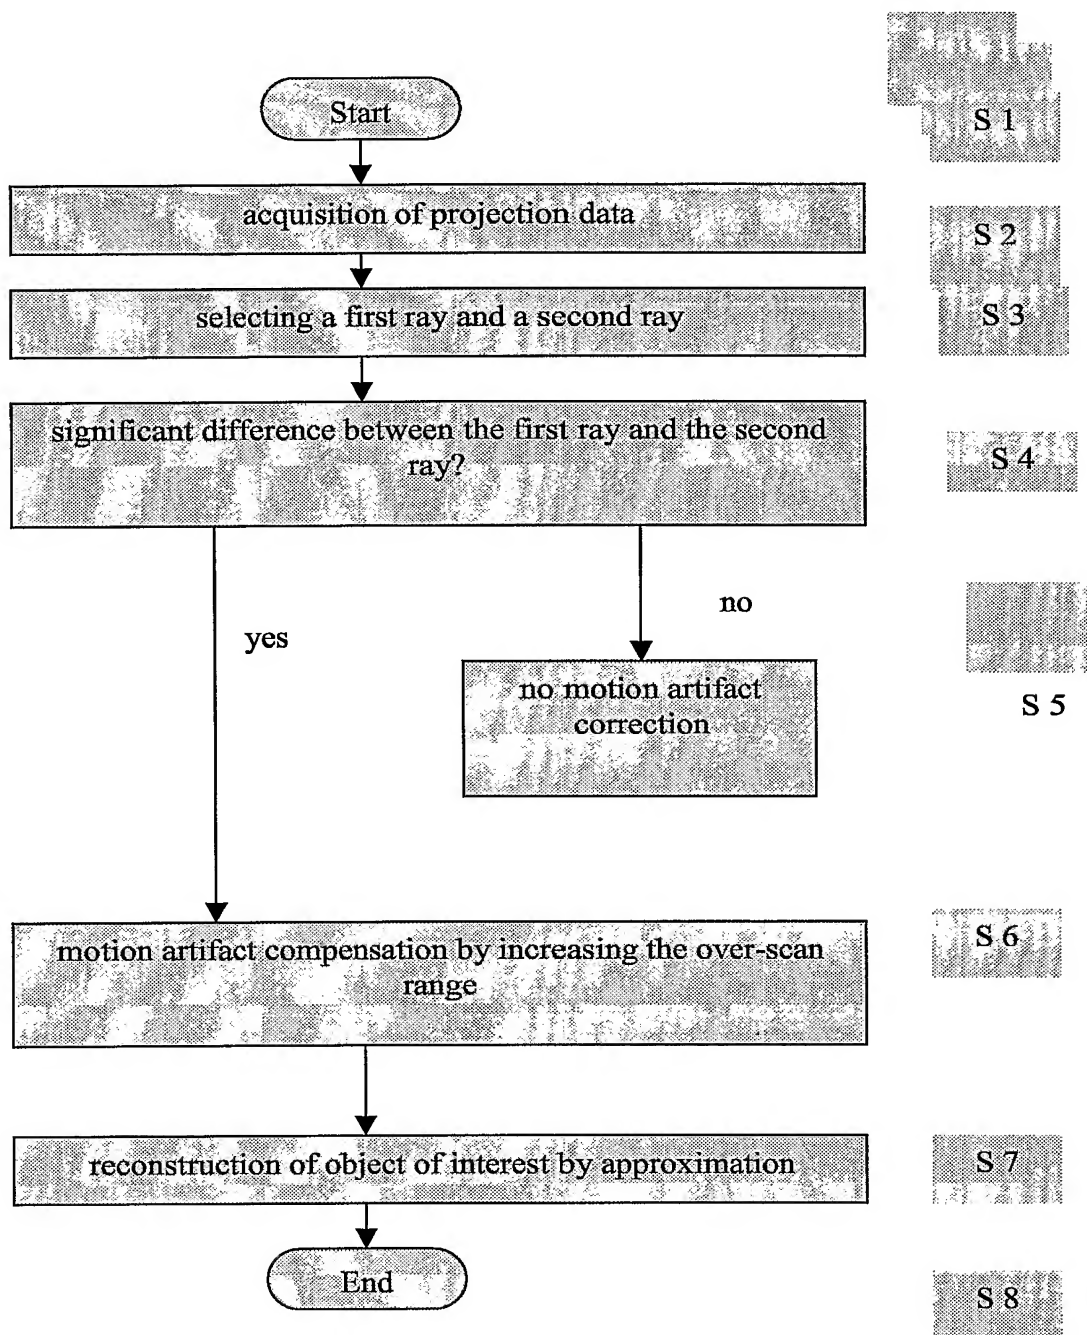 Start
S 1
acquisition of projection data
S 2
selecting a first ray and a second ray
S 3
significant difference between the first ray and the second
ray?
S 4
yes
no
no motion artifact
correction
S 5
motion artifact compensation by increasing the over-scan
range
S 6
reconstruction of object of interest by approximation
S 7
End
S 8